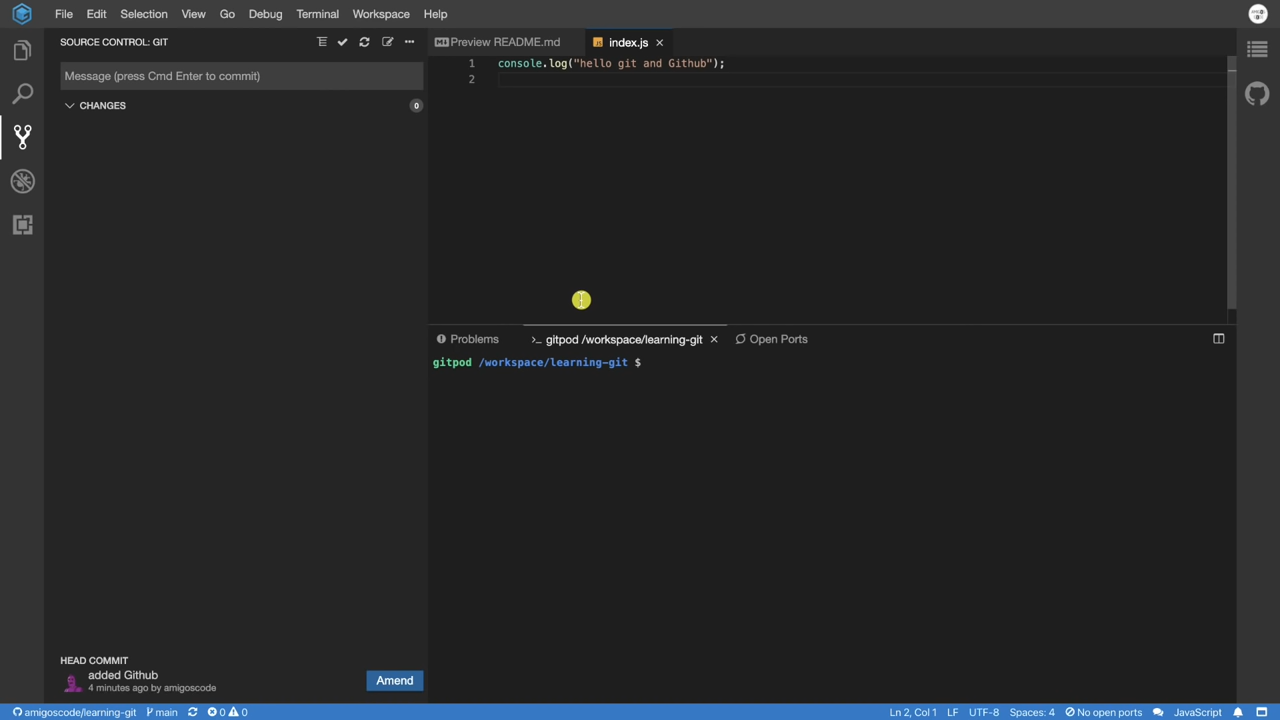 File Edit Selection View Go Debug Terminal Workspace Help
SOURCE CONTROL: GIT
Message (press Cmd Enter to commit)
CHANGES 0
Preview README.md index.js
1 console.log("hello git and Github");
2
Problems >_ gitpod /workspace/learning-git Open Ports
gitpod /workspace/learning-git $
HEAD COMMIT
added Github
4 minutes ago by amigoscode
Amend
amigoscode/learning-git main 0 0 Ln 2, Col 1 LF UTF-8 Spaces: 4 No open ports JavaScript